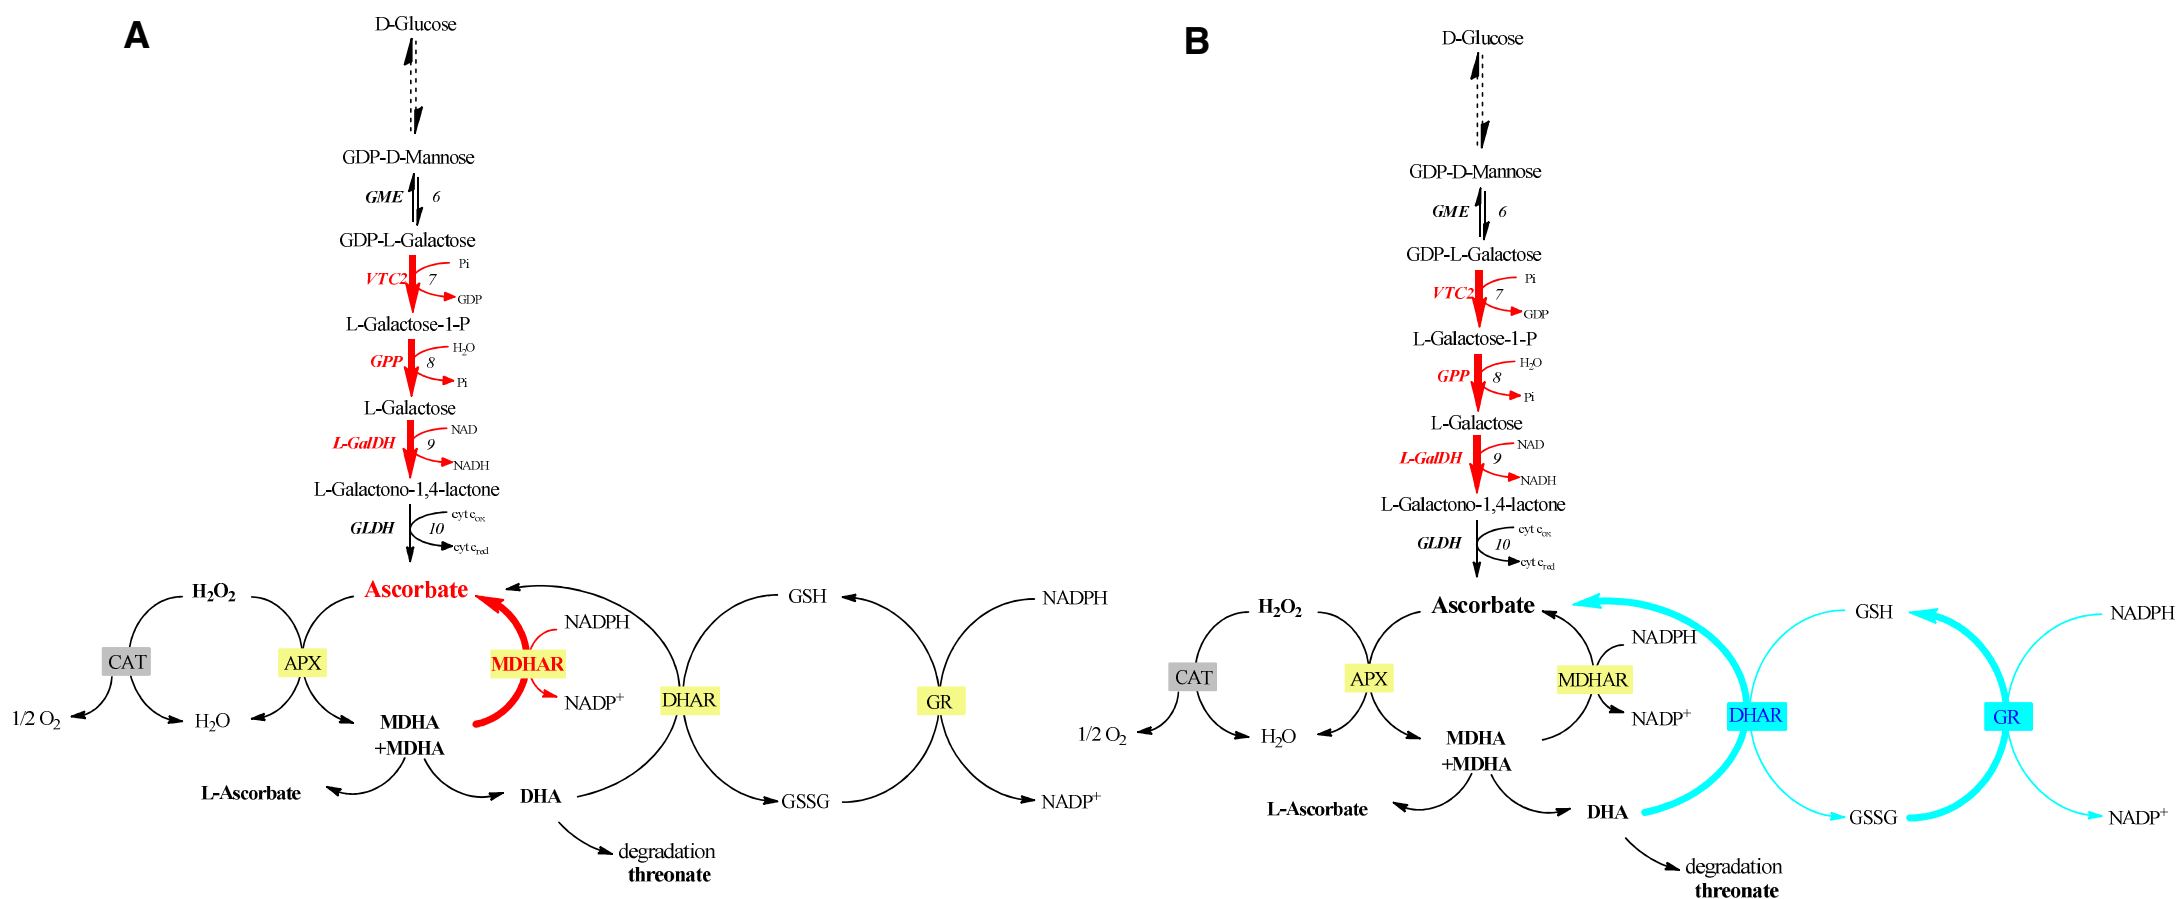 A
D-Glucose
GDP-D-Mannose
GME 6
GDP-L-Galactose
Pi
VTC2 7
GDP
L-Galactose-1-P
H₂O
GPP 8
Pi
L-Galactose
NAD
L-GalDH 9
NADH
L-Galactono-1,4-lactone
cyt c_ox
GLDH 10
cyt c_red
H₂O₂ Ascorbate GSH NADPH
NADPH
CAT APX MDHAR
DHAR GR
NADP⁺
1/2 O₂ H₂O MDHA
+MDHA
L-Ascorbate DHA GSSG NADP⁺
degradation
threonate
B
D-Glucose
GDP-D-Mannose
GME 6
GDP-L-Galactose
Pi
VTC2 7
GDP
L-Galactose-1-P
H₂O
GPP 8
Pi
L-Galactose
NAD
L-GalDH 9
NADH
L-Galactono-1,4-lactone
cyt c_ox
GLDH 10
cyt c_red
H₂O₂ Ascorbate GSH NADPH
NADPH
CAT APX MDHAR
DHAR GR
NADP⁺
1/2 O₂ H₂O MDHA
+MDHA
L-Ascorbate DHA GSSG NADP⁺
degradation
threonate